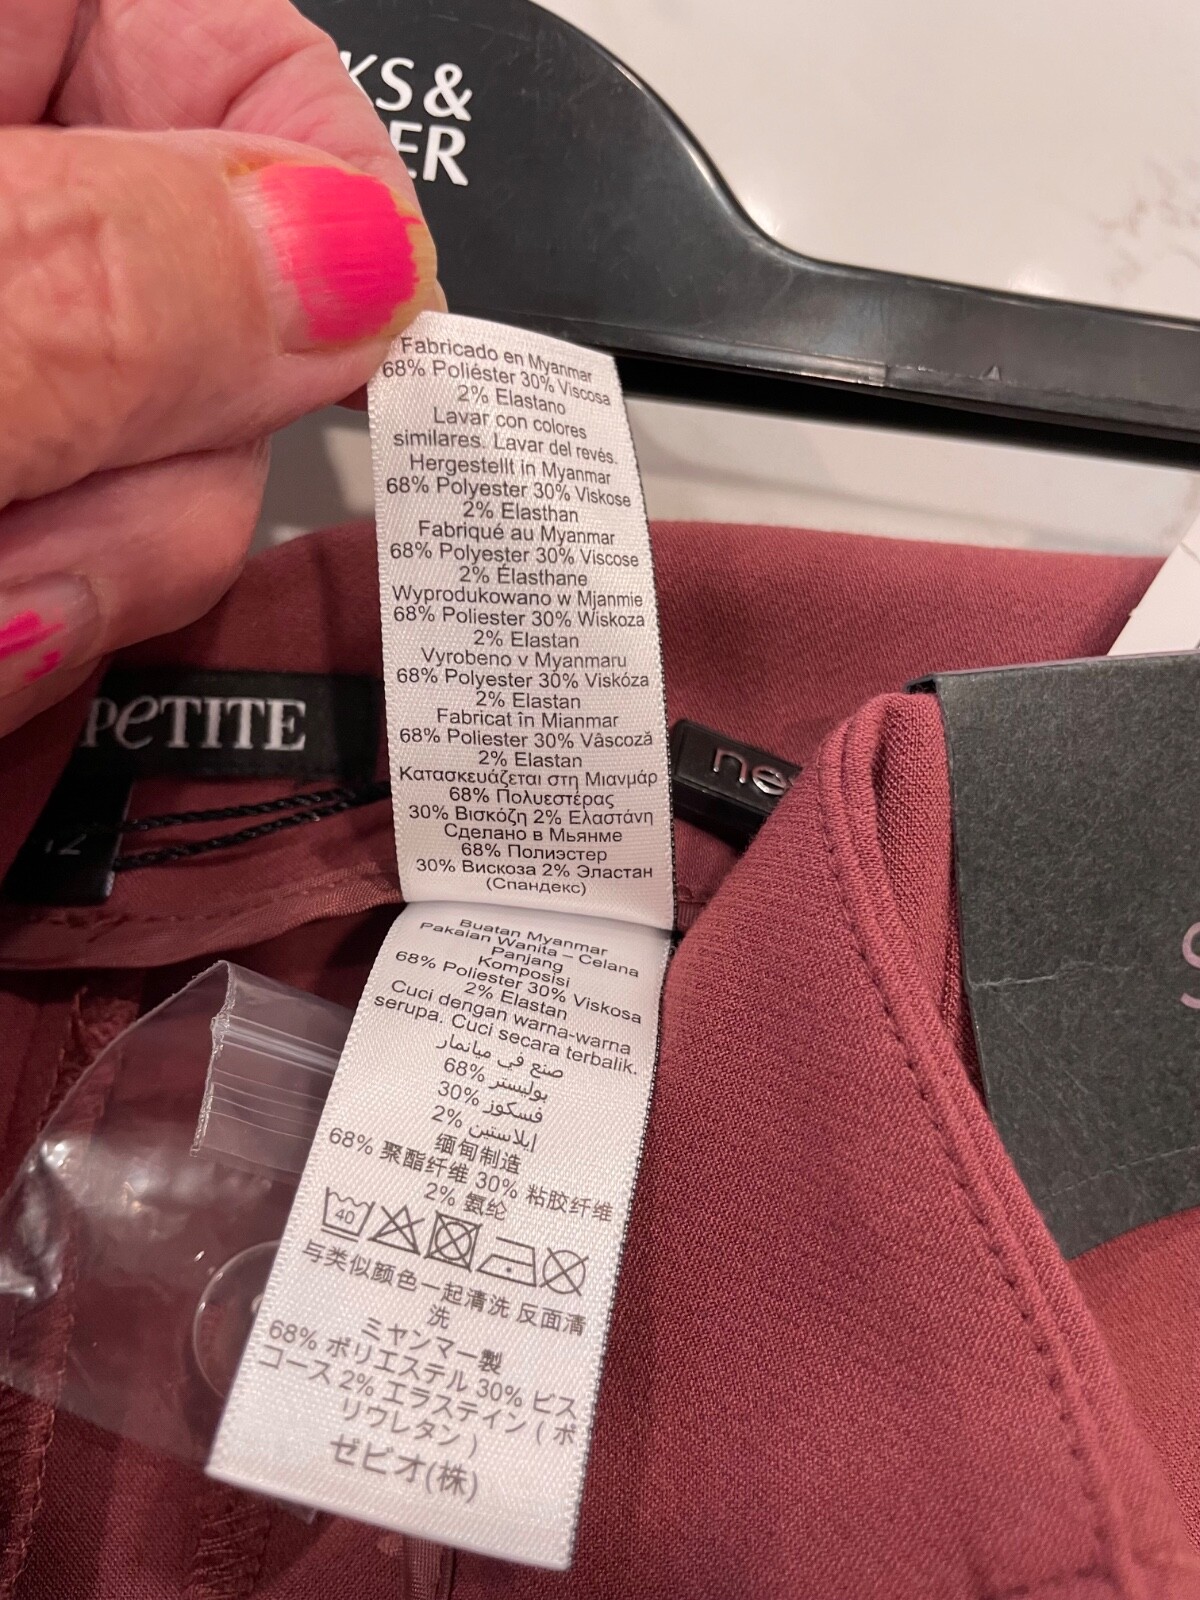 KS &
ER
Fabricado en Myanmar
68% Poliéster 30% Viscosa
2% Elastano
Lavar con colores
similares. Lavar del revés.
Hergestellt in Myanmar
68% Polyester 30% Viskose
2% Elasthan
Fabriqué au Myanmar
68% Polyester 30% Viscose
2% Élasthane
Wyprodukowano w Mjanmie
68% Poliester 30% Wiskoza
2% Elastan
Vyrobeno v Myanmaru
68% Polyester 30% Viskóza
2% Elastan
Fabricat în Mianmar
68% Poliester 30% Vâscoză
2% Elastan
Κατασκευάζεται στη Μιανμάρ
68% Πολυεστέρας
30% Βισκόζη 2% Ελαστάνη
Сделано в Мьянме
68% Полиэстер
30% Вискоза 2% Эластан
(Спандекс)
PeTITE
12
ne
Buatan Myanmar
Pakaian Wanita – Celana
Panjang
Komposisi
68% Poliester 30% Viskosa
2% Elastan
Cuci dengan warna-warna
serupa. Cuci secara terbalik.
صنع في ميانمار
68% بوليستر
30% فسكوز
2% إيلاستين
缅甸制造
68% 聚酯纤维 30% 粘胶纤维
2% 氨纶
40
与类似颜色一起清洗 反面清
洗
ミャンマー製
68% ポリエステル 30% ビス
コース 2% エラステイン ( ポ
リウレタン )
ゼビオ(株)